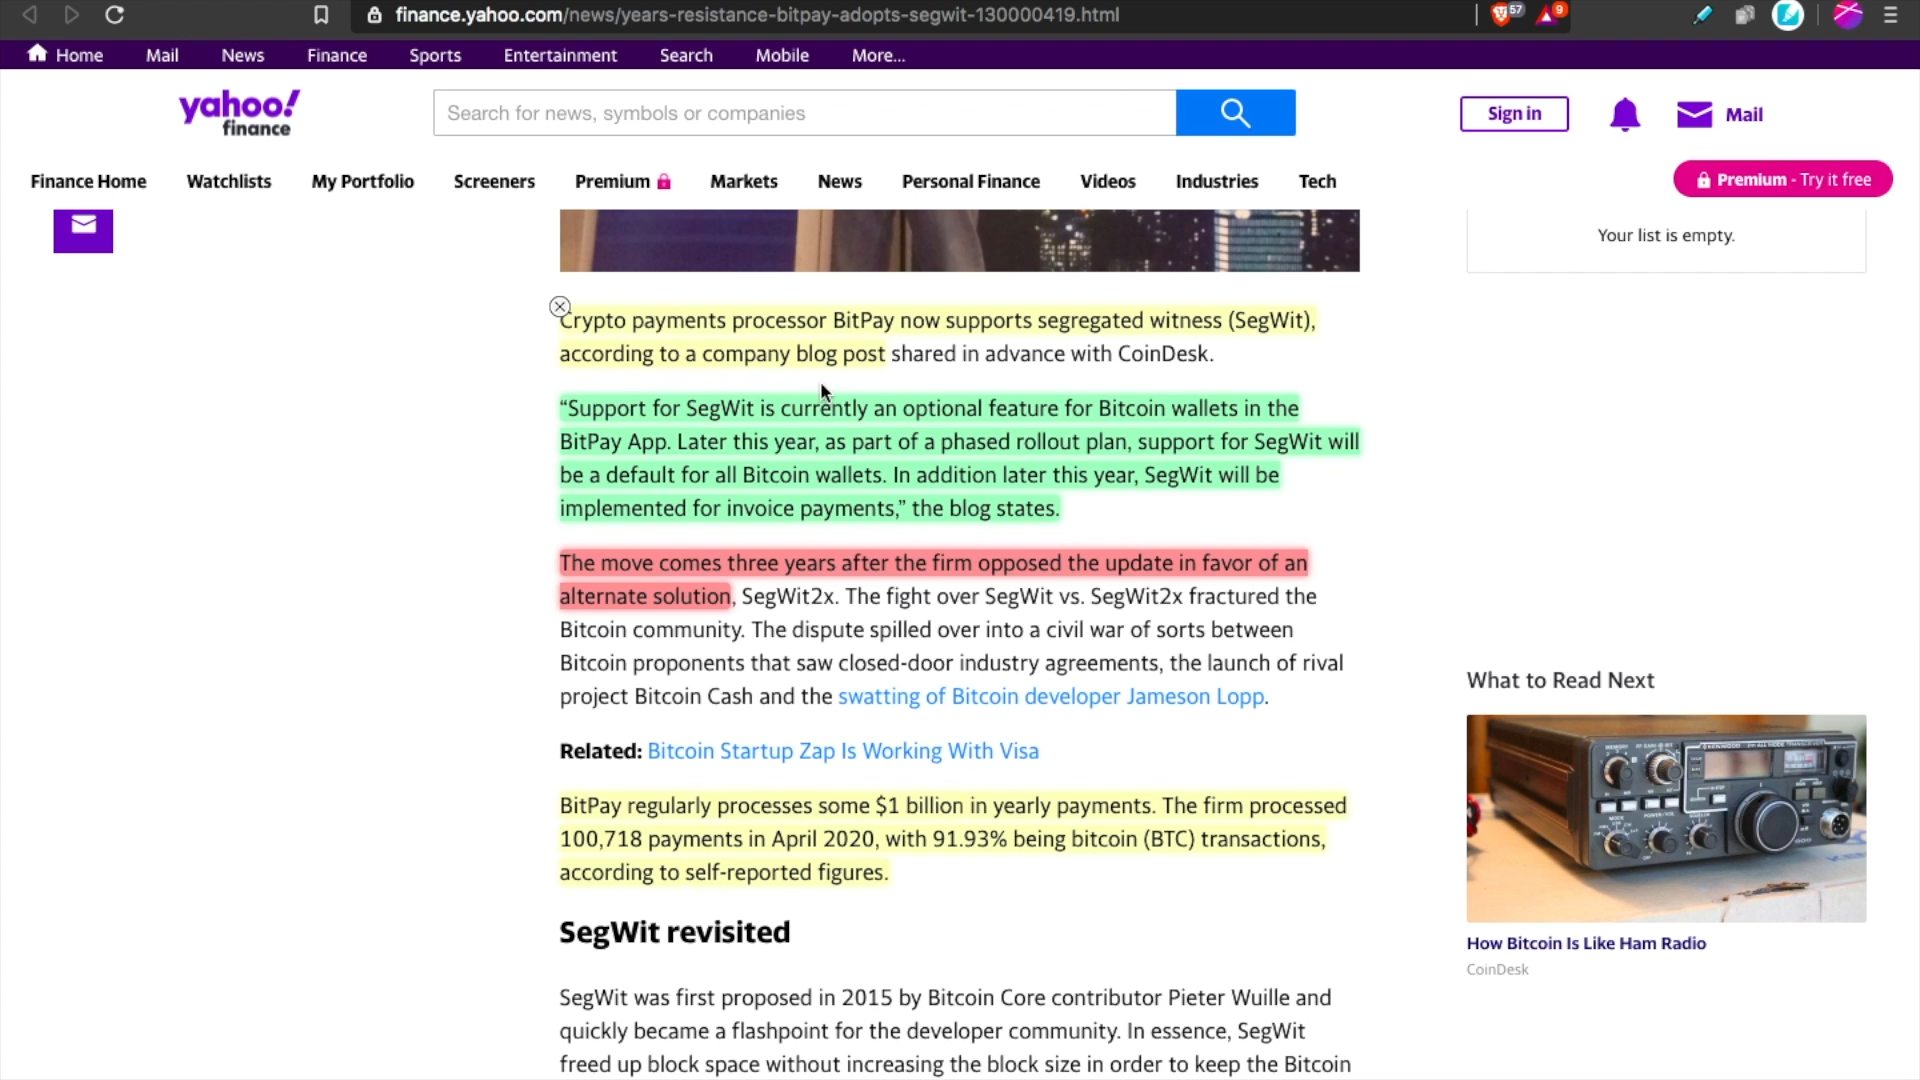 finance.yahoo.com/news/years-resistance-bitpay-adopts-segwit-130000419.html
57
9
Home Mail News Finance Sports Entertainment Search Mobile More...
yahoo!
finance
Search for news, symbols or companies
Sign in
Mail
Finance Home Watchlists My Portfolio Screeners Premium Markets News Personal Finance Videos Industries Tech
Premium - Try it free
Your list is empty.
Crypto payments processor BitPay now supports segregated witness (SegWit),
according to a company blog post shared in advance with CoinDesk.
“Support for SegWit is currently an optional feature for Bitcoin wallets in the
BitPay App. Later this year, as part of a phased rollout plan, support for SegWit will
be a default for all Bitcoin wallets. In addition later this year, SegWit will be
implemented for invoice payments,” the blog states.
The move comes three years after the firm opposed the update in favor of an
alternate solution, SegWit2x. The fight over SegWit vs. SegWit2x fractured the
Bitcoin community. The dispute spilled over into a civil war of sorts between
Bitcoin proponents that saw closed-door industry agreements, the launch of rival
project Bitcoin Cash and the swatting of Bitcoin developer Jameson Lopp.
Related: Bitcoin Startup Zap Is Working With Visa
BitPay regularly processes some $1 billion in yearly payments. The firm processed
100,718 payments in April 2020, with 91.93% being bitcoin (BTC) transactions,
according to self-reported figures.
SegWit revisited
SegWit was first proposed in 2015 by Bitcoin Core contributor Pieter Wuille and
quickly became a flashpoint for the developer community. In essence, SegWit
freed up block space without increasing the block size in order to keep the Bitcoin
What to Read Next
KENWOOD
How Bitcoin Is Like Ham Radio
CoinDesk